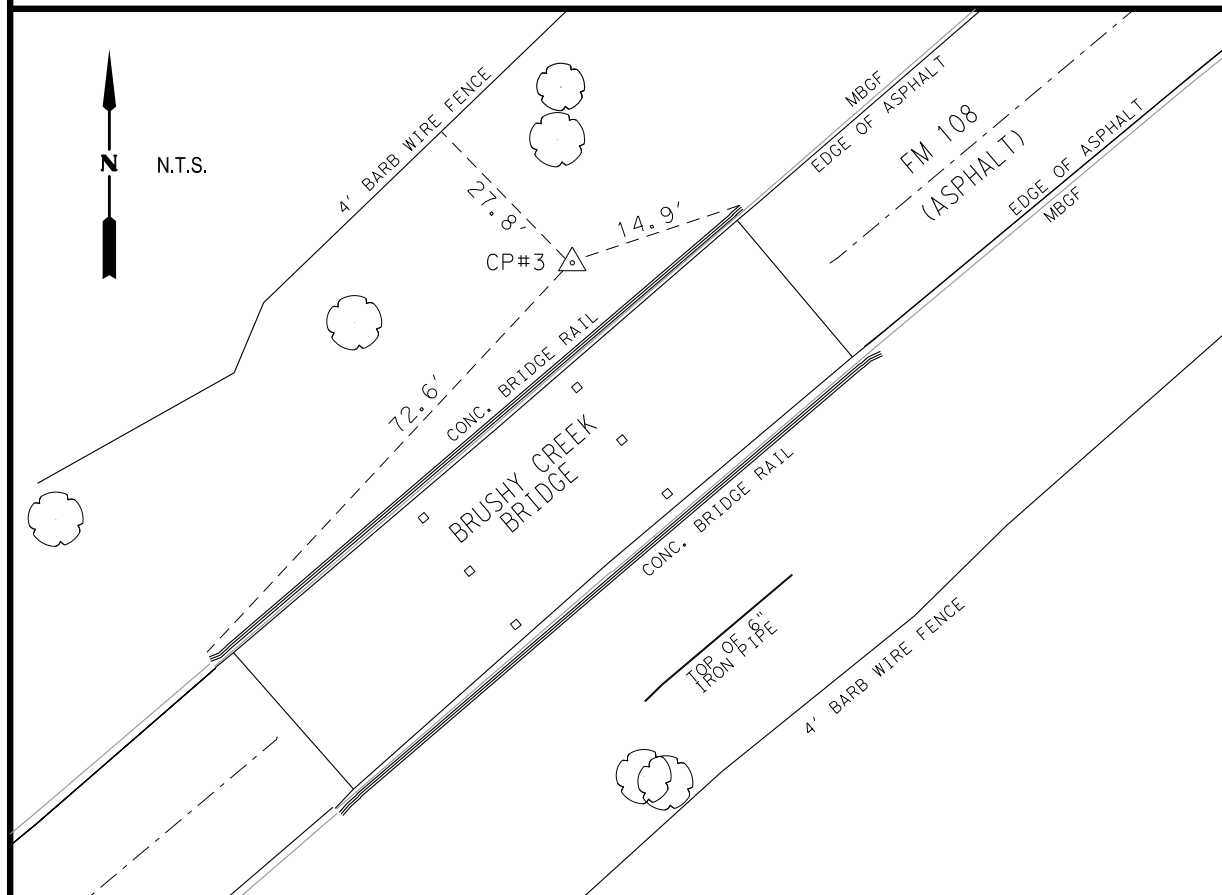 MBGF
EDGE OF ASPHALT
FM 108
(ASPHALT)
EDGE OF ASPHALT
MBGF
4' BARB WIRE FENCE
N
N.T.S.
27.8'
14.9'
CP#3
72.6'
CONC. BRIDGE RAIL
BRUSHY CREEK
BRIDGE
CONC. BRIDGE RAIL
TOP OF 6"
IRON PIPE
4' BARB WIRE FENCE